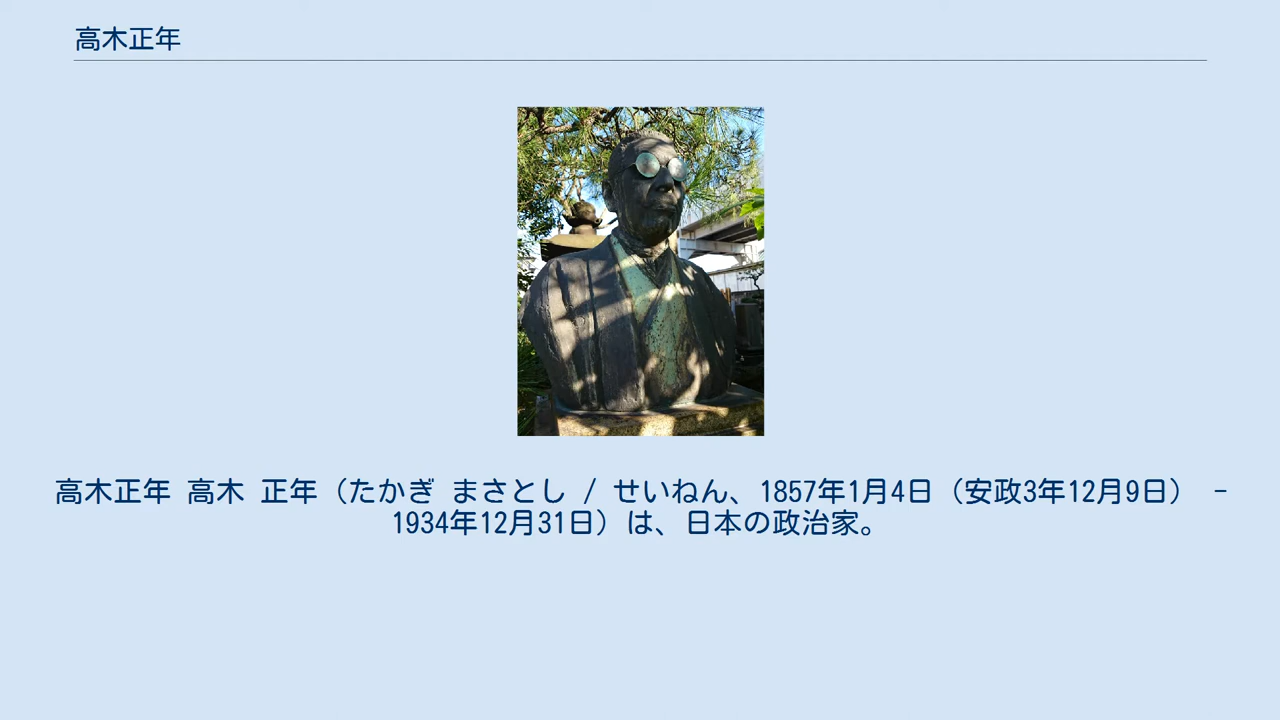 高木正年
高木正年 高木 正年（たかぎ まさとし / せいねん、1857年1月4日（安政3年12月9日） -
1934年12月31日）は、日本の政治家。